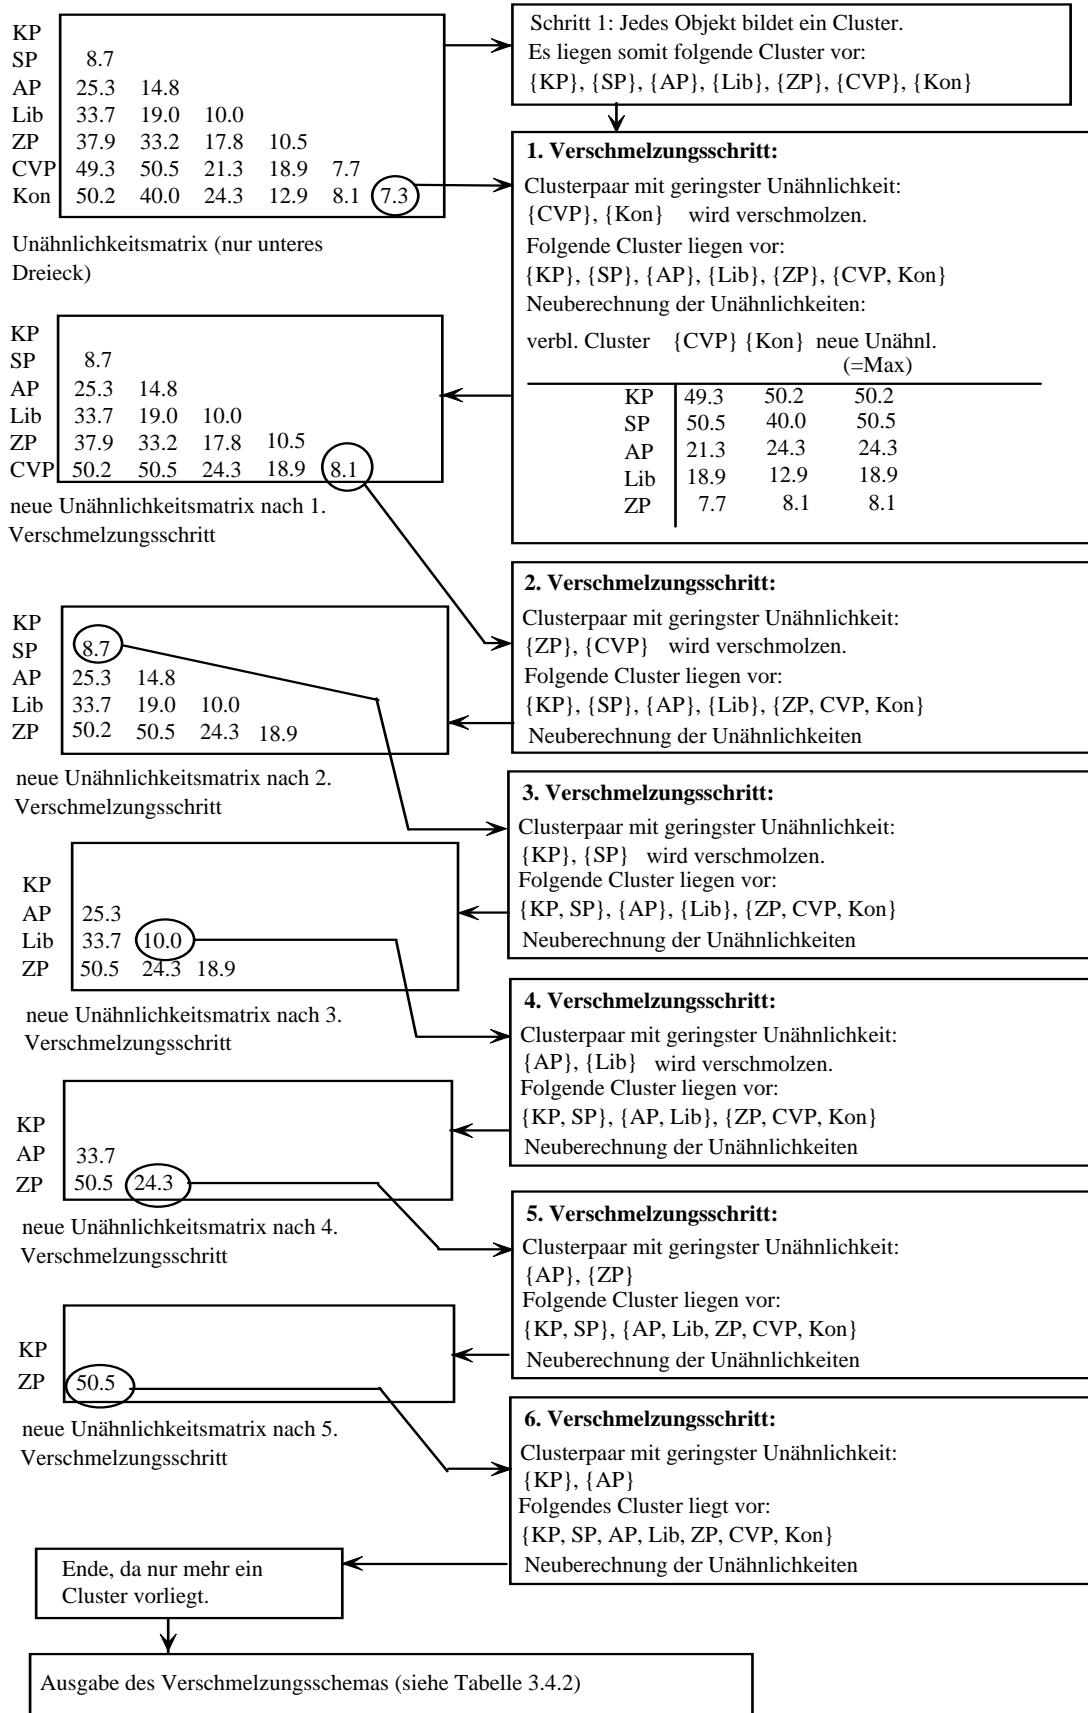 KP
SP 8.7
AP 25.3 14.8
Lib 33.7 19.0 10.0
ZP 37.9 33.2 17.8 10.5
CVP 49.3 50.5 21.3 18.9 7.7
Kon 50.2 40.0 24.3 12.9 8.1 7.3
Unähnlichkeitsmatrix (nur unteres
Dreieck)
Schritt 1: Jedes Objekt bildet ein Cluster.
Es liegen somit folgende Cluster vor:
{KP}, {SP}, {AP}, {Lib}, {ZP}, {CVP}, {Kon}
1. Verschmelzungsschritt:
Clusterpaar mit geringster Unähnlichkeit:
{CVP}, {Kon} wird verschmolzen.
Folgende Cluster liegen vor:
{KP}, {SP}, {AP}, {Lib}, {ZP}, {CVP, Kon}
Neuberechnung der Unähnlichkeiten:
verbl. Cluster {CVP} {Kon} neue Unähnl.
(=Max)
KP 49.3 50.2 50.2
SP 50.5 40.0 50.5
AP 21.3 24.3 24.3
Lib 18.9 12.9 18.9
ZP 7.7 8.1 8.1
KP
SP 8.7
AP 25.3 14.8
Lib 33.7 19.0 10.0
ZP 37.9 33.2 17.8 10.5
CVP 50.2 50.5 24.3 18.9 8.1
neue Unähnlichkeitsmatrix nach 1.
Verschmelzungsschritt
2. Verschmelzungsschritt:
Clusterpaar mit geringster Unähnlichkeit:
{ZP}, {CVP} wird verschmolzen.
Folgende Cluster liegen vor:
{KP}, {SP}, {AP}, {Lib}, {ZP, CVP, Kon}
Neuberechnung der Unähnlichkeiten
KP
SP 8.7
AP 25.3 14.8
Lib 33.7 19.0 10.0
ZP 50.2 50.5 24.3 18.9
neue Unähnlichkeitsmatrix nach 2.
Verschmelzungsschritt
3. Verschmelzungsschritt:
Clusterpaar mit geringster Unähnlichkeit:
{KP}, {SP} wird verschmolzen.
Folgende Cluster liegen vor:
{KP, SP}, {AP}, {Lib}, {ZP, CVP, Kon}
Neuberechnung der Unähnlichkeiten
KP
AP 25.3
Lib 33.7 10.0
ZP 50.5 24.3 18.9
neue Unähnlichkeitsmatrix nach 3.
Verschmelzungsschritt
4. Verschmelzungsschritt:
Clusterpaar mit geringster Unähnlichkeit:
{AP}, {Lib} wird verschmolzen.
Folgende Cluster liegen vor:
{KP, SP}, {AP, Lib}, {ZP, CVP, Kon}
Neuberechnung der Unähnlichkeiten
KP
AP 33.7
ZP 50.5 24.3
neue Unähnlichkeitsmatrix nach 4.
Verschmelzungsschritt
5. Verschmelzungsschritt:
Clusterpaar mit geringster Unähnlichkeit:
{AP}, {ZP}
Folgende Cluster liegen vor:
{KP, SP}, {AP, Lib, ZP, CVP, Kon}
Neuberechnung der Unähnlichkeiten
KP
ZP 50.5
neue Unähnlichkeitsmatrix nach 5.
Verschmelzungsschritt
6. Verschmelzungsschritt:
Clusterpaar mit geringster Unähnlichkeit:
{KP}, {AP}
Folgendes Cluster liegt vor:
{KP, SP, AP, Lib, ZP, CVP, Kon}
Neuberechnung der Unähnlichkeiten
Ende, da nur mehr ein
Cluster vorliegt.
Ausgabe des Verschmelzungsschemas (siehe Tabelle 3.4.2)